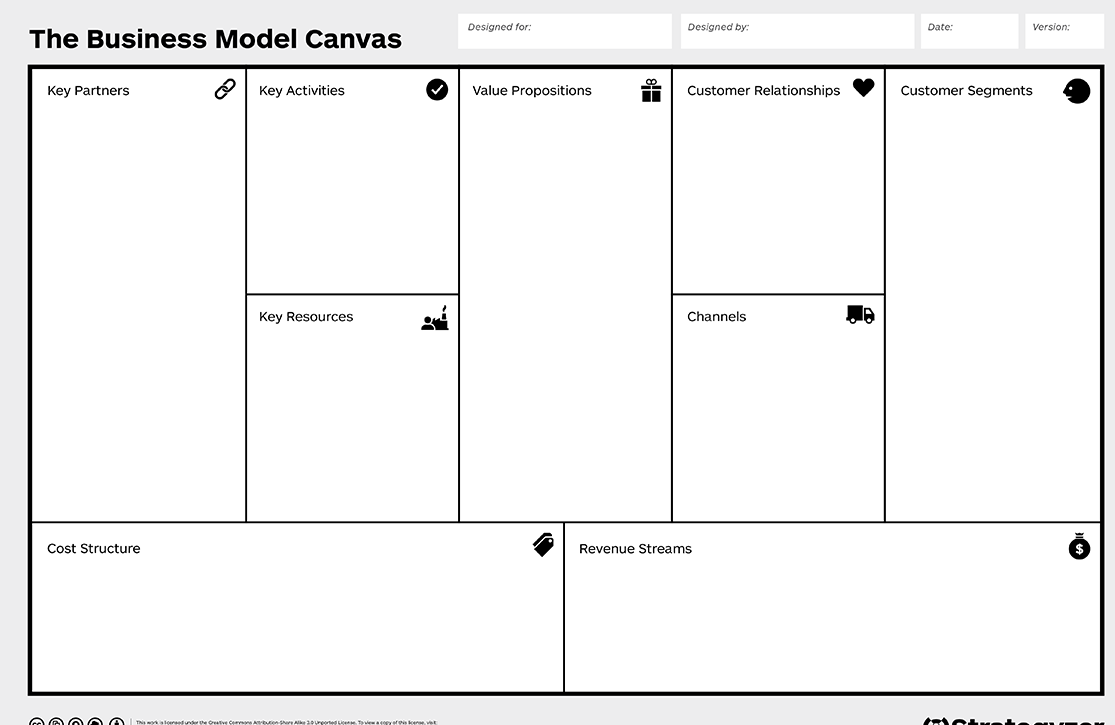 The Business Model Canvas
Designed for:
Designed by:
Date:
Version:
Key Partners
Key Activities
Value Propositions
Customer Relationships
Customer Segments
Key Resources
Channels
Cost Structure
Revenue Streams
$
This work is licensed under the Creative Commons Attribution-Share Alike 3.0 Unported License. To view a copy of this license, visit:
Strategyzer